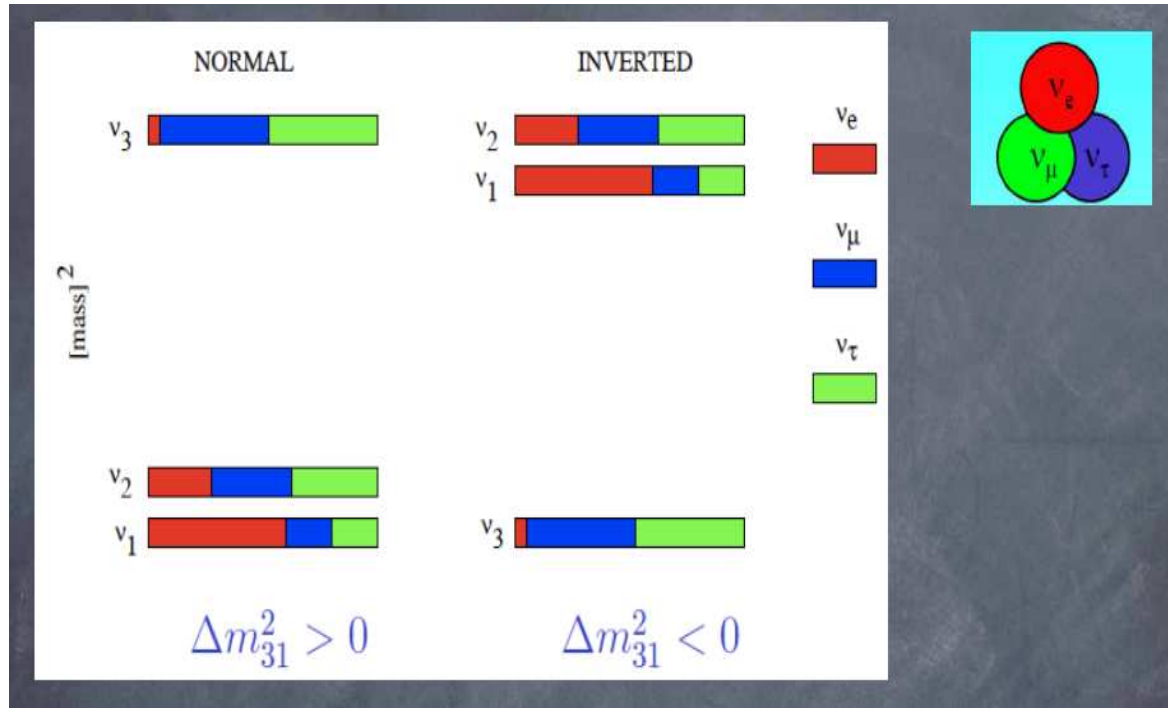 NORMAL INVERTED
ν3 ν2 νe
ν1
νμ
[mass]2
ντ
ν2
ν1 ν3
Δm²₃₁ > 0 Δm²₃₁ < 0
νe
νμ ντ